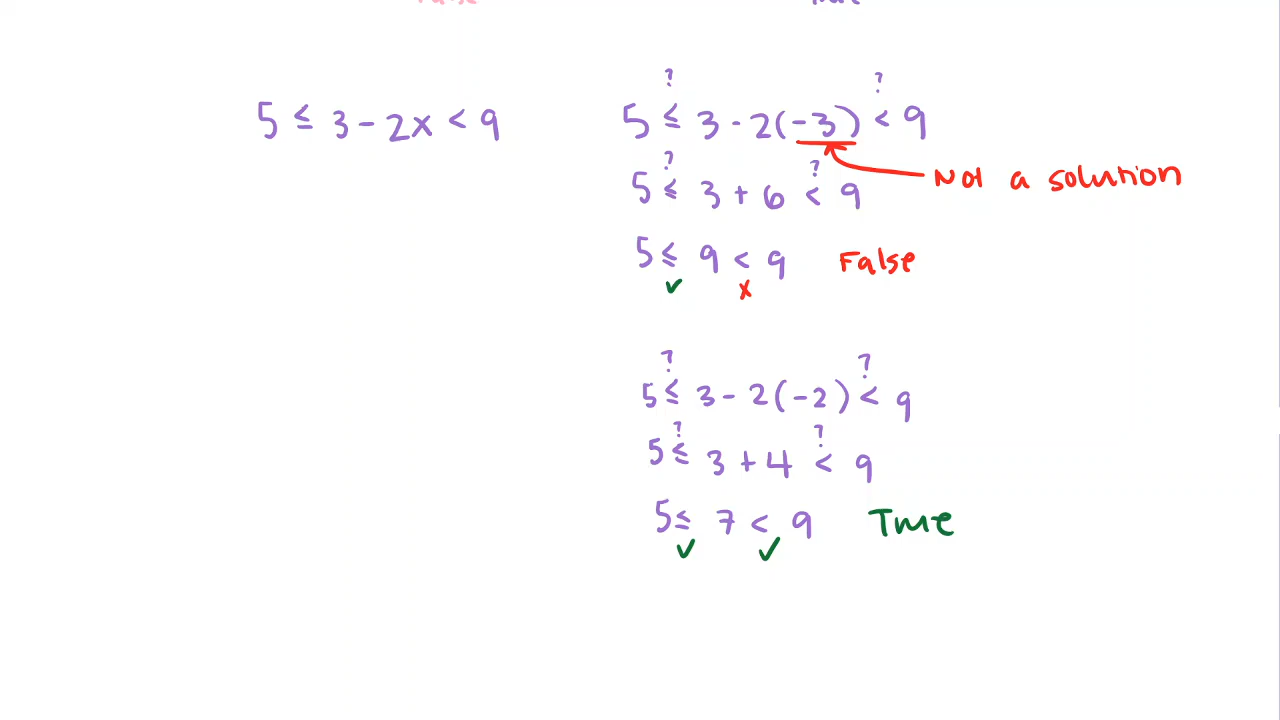 5 ≤ 3 - 2x < 9
? ?
5 ≤ 3 - 2(-3) < 9
? ?
5 ≤ 3 + 6 < 9
Not a solution
5 ≤ 9 < 9 False
✓ x
? ?
5 ≤ 3 - 2(-2) < 9
? ?
5 ≤ 3 + 4 < 9
5 ≤ 7 < 9 True
✓ ✓